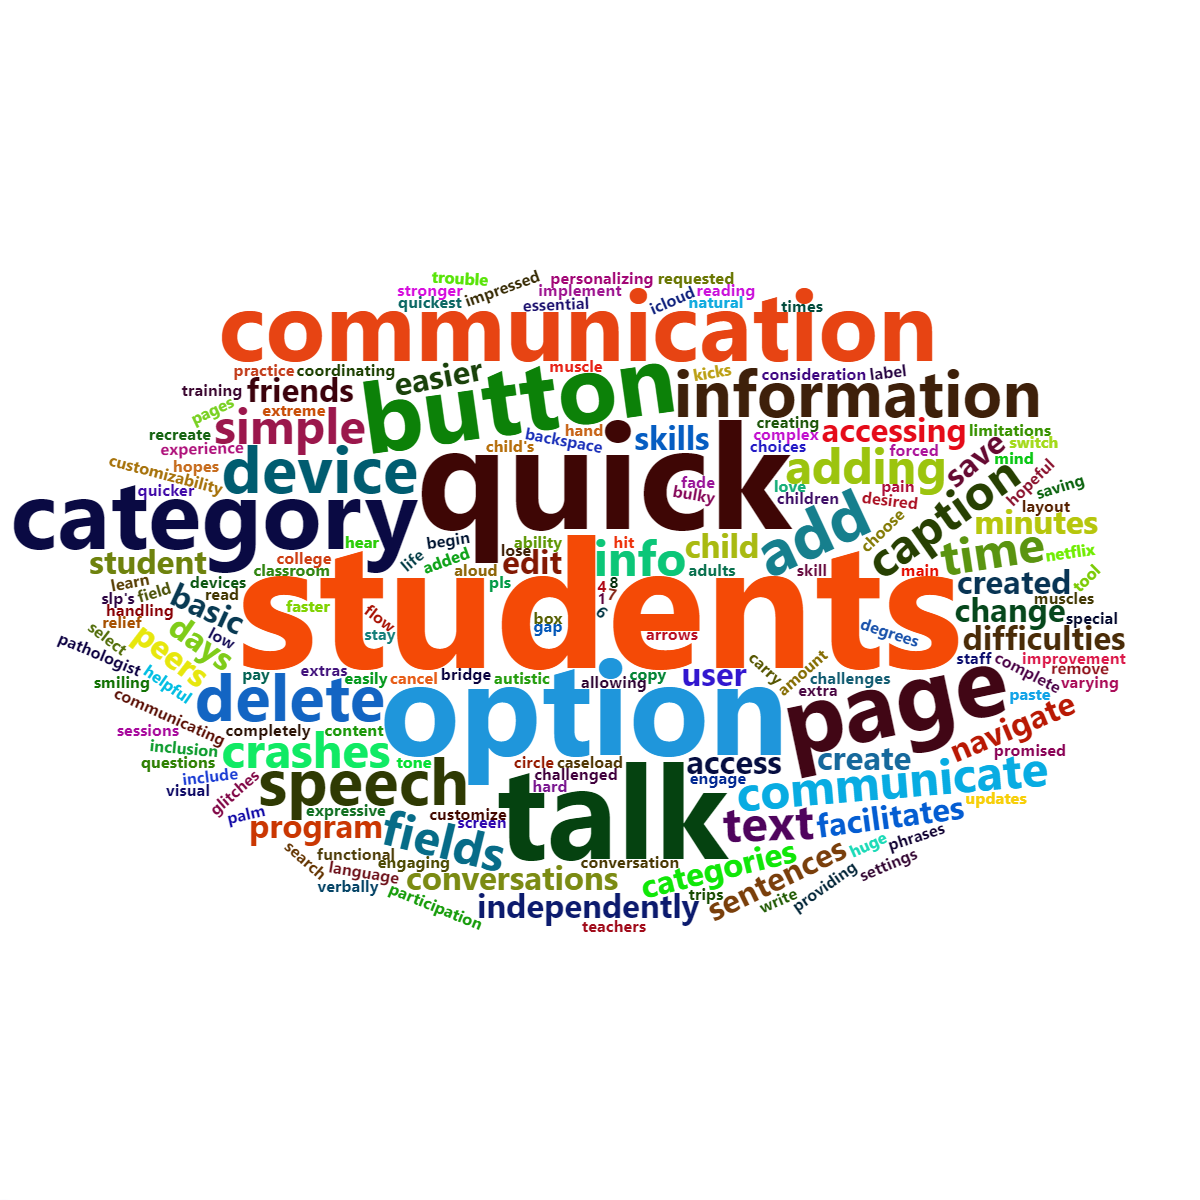 trouble
impressed
personalizing
requested
stronger
implement
icloud
reading
quickest
essential
natural
times
communication
practice
coordinating
easier
muscle
kicks
consideration
label
training
friends
button
information
pages
extreme
simple
creating
accessing
limitations
recreate
experience
child's
backspace
hand
skills
complex
choices
forced
save
switch
customizability
hopes
device
quick
fade
bulky
adding
love
pain
mind
hopeful
quicker
category
children
desired
caption
saving
layout
add
choose
minutes
student
college
hear
life
begin
added
ability
lose
hit
edit
info
child
time
netflix
learn
devices
classroom
aloud
pls
4
8
1
7
6
adults
skill
main
created
tool
slp's
field
read
basic
students
faster
flow
stay
box
gap
arrows
degrees
change
muscles
special
handling
relief
low
select
days
peers
difficulties
pathologist
helpful
smiling
pay
extras
easily
cancel
bridge
autistic
allowing
copy
user
carry
amount
challenges
extra
staff
complete
improvement
remove
varying
communicating
delete
option
page
paste
sessions
completely
content
navigate
inclusion
questions
crashes
tone
circle
caseload
challenged
hard
access
engage
create
promised
include
visual
glitches
speech
talk
communicate
updates
palm
expressive
customize
screen
program
fields
text
facilitates
huge
phrases
search
functional
engaging
conversation
categories
sentences
settings
language
verbally
conversations
participation
trips
write
providing
independently
teachers